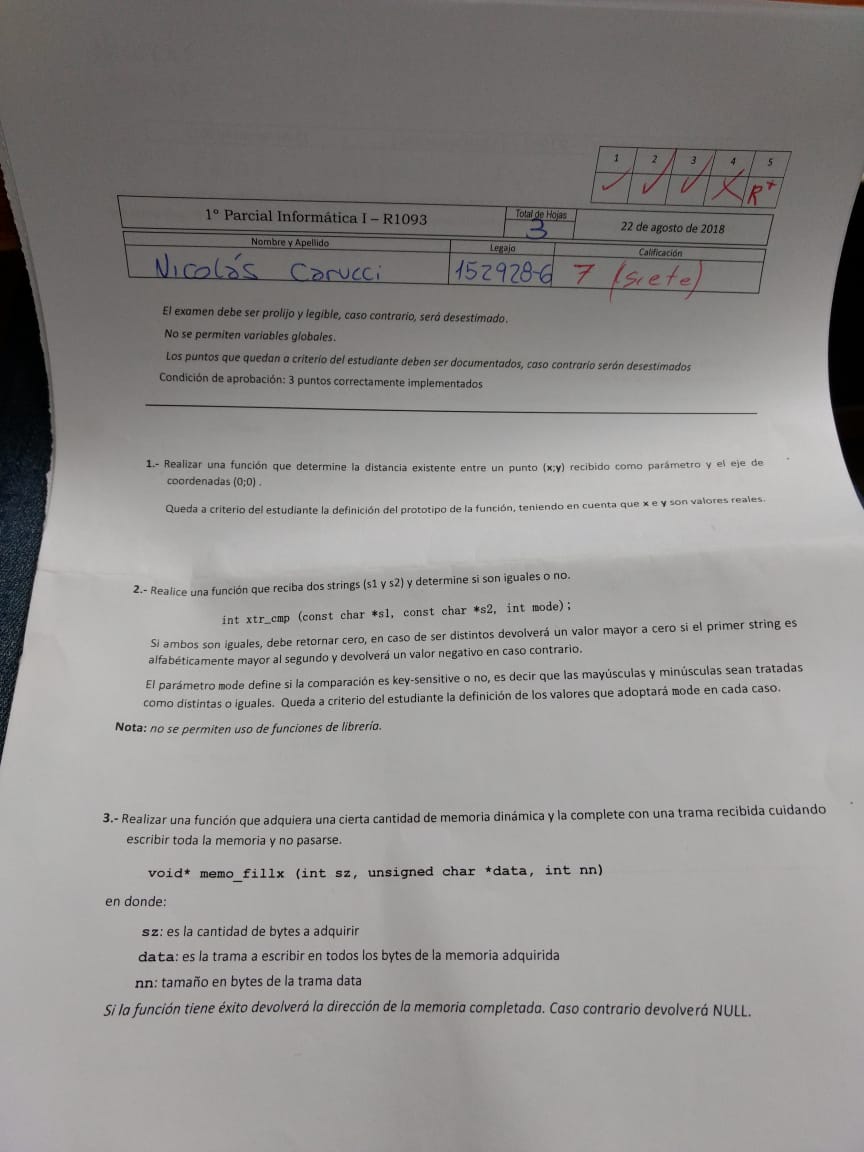 1 2 3 4 5
✓ ✓ ✓ X R+
1° Parcial Informática I – R1093
Total de Hojas
3
22 de agosto de 2018
Nombre y Apellido
Legajo
Calificación
Nicolás Carucci
152928-6
7 (siete)
El examen debe ser prolijo y legible, caso contrario, será desestimado.
No se permiten variables globales.
Los puntos que quedan a criterio del estudiante deben ser documentados, caso contrario serán desestimados
Condición de aprobación: 3 puntos correctamente implementados
1.- Realizar una función que determine la distancia existente entre un punto (x;y) recibido como parámetro y el eje de
coordenadas (0;0) .
Queda a criterio del estudiante la definición del prototipo de la función, teniendo en cuenta que x e y son valores reales.
2.- Realice una función que reciba dos strings (s1 y s2) y determine si son iguales o no.
int xtr_cmp (const char *s1, const char *s2, int mode);
Si ambos son iguales, debe retornar cero, en caso de ser distintos devolverá un valor mayor a cero si el primer string es
alfabéticamente mayor al segundo y devolverá un valor negativo en caso contrario.
El parámetro mode define si la comparación es key-sensitive o no, es decir que las mayúsculas y minúsculas sean tratadas
como distintas o iguales. Queda a criterio del estudiante la definición de los valores que adoptará mode en cada caso.
Nota: no se permiten uso de funciones de librería.
3.- Realizar una función que adquiera una cierta cantidad de memoria dinámica y la complete con una trama recibida cuidando
escribir toda la memoria y no pasarse.
void* memo_fillx (int sz, unsigned char *data, int nn)
en donde:
sz: es la cantidad de bytes a adquirir
data: es la trama a escribir en todos los bytes de la memoria adquirida
nn: tamaño en bytes de la trama data
Si la función tiene éxito devolverá la dirección de la memoria completada. Caso contrario devolverá NULL.